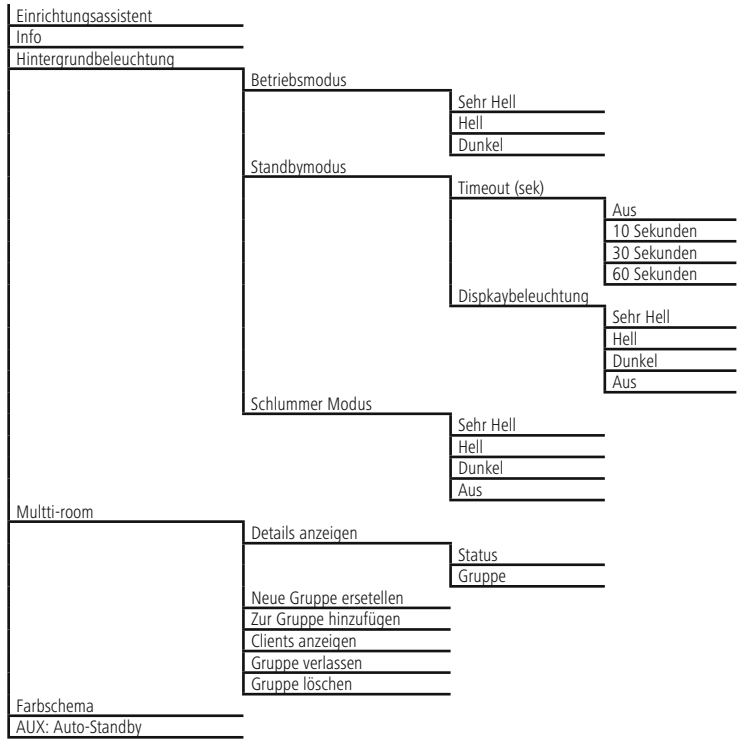 Einrichtungsassistent
Info
Hintergrundbeleuchtung
Betriebsmodus
Sehr Hell
Hell
Dunkel
Standbymodus
Timeout (sek)
Aus
10 Sekunden
30 Sekunden
60 Sekunden
Dispkaybeleuchtung
Sehr Hell
Hell
Dunkel
Aus
Schlummer Modus
Sehr Hell
Hell
Dunkel
Aus
Multti-room
Details anzeigen
Status
Gruppe
Neue Gruppe ersetellen
Zur Gruppe hinzufügen
Clients anzeigen
Gruppe verlassen
Gruppe löschen
Farbschema
AUX: Auto-Standby